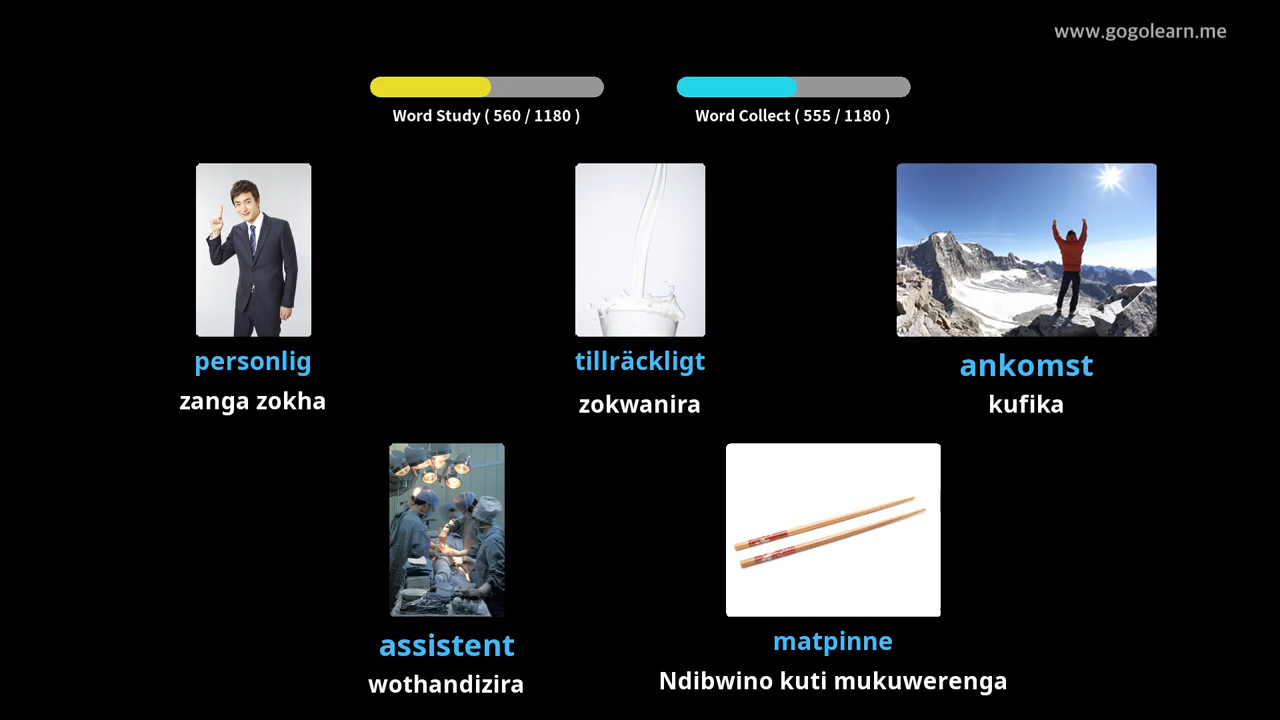 www.gogolearn.me
Word Study ( 560 / 1180 )
Word Collect ( 555 / 1180 )
personlig
zanga zokha
tillräckligt
zokwanira
ankomst
kufika
assistent
wothandizira
matpinne
Ndibwino kuti mukuwerenga